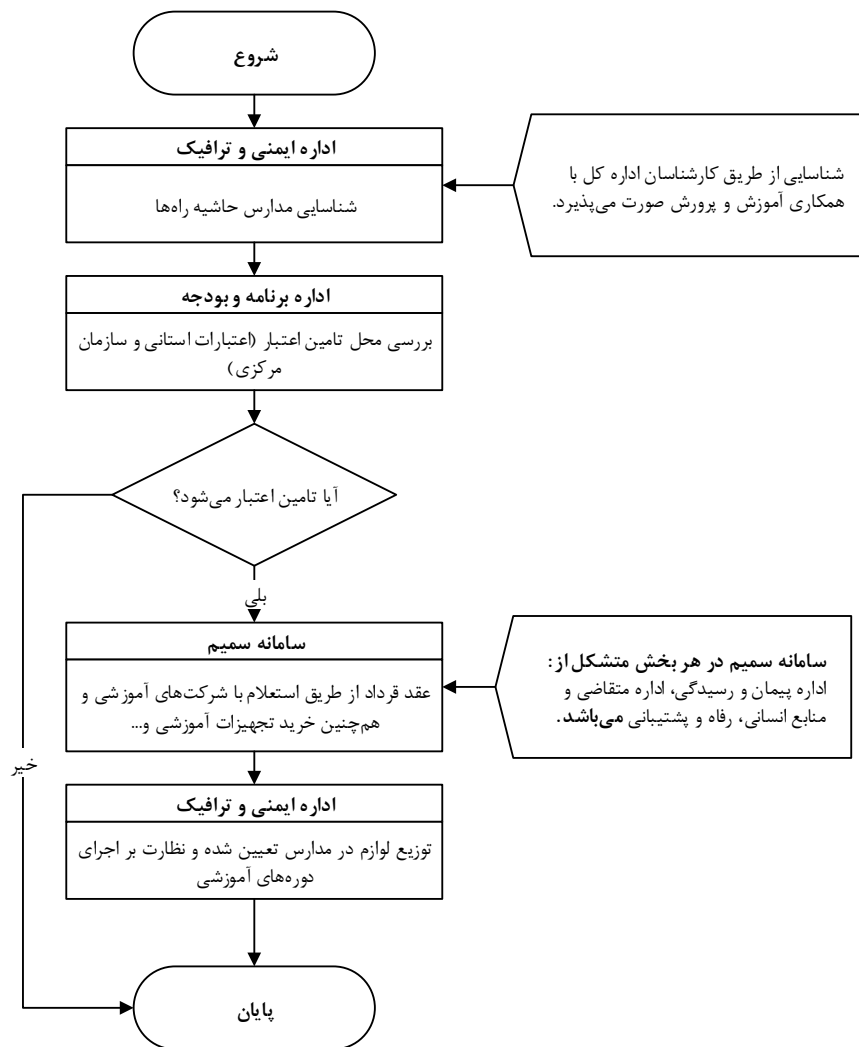 شروع
اداره ایمنی و ترافیک
شناسایی مدارس حاشیه راه‌ها
شناسایی از طریق کارشناسان اداره کل با
همکاری آموزش و پرورش صورت می‌پذیرد.
اداره برنامه و بودجه
بررسی محل تامین اعتبار (اعتبارات استانی و سازمان
مرکزی)
آیا تامین اعتبار می‌شود؟
بلی
سامانه سمیم
عقد قرداد از طریق استعلام با شرکت‌های آموزشی و
هم‌چنین خرید تجهیزات آموزشی و...
سامانه سمیم در هر بخش متشکل از:
اداره پیمان و رسیدگی، اداره متقاضی و
منابع انسانی، رفاه و پشتیبانی می‌باشد.
خیر
اداره ایمنی و ترافیک
توزیع لوازم در مدارس تعیین شده و نظارت بر اجرای
دوره‌های آموزشی
پایان